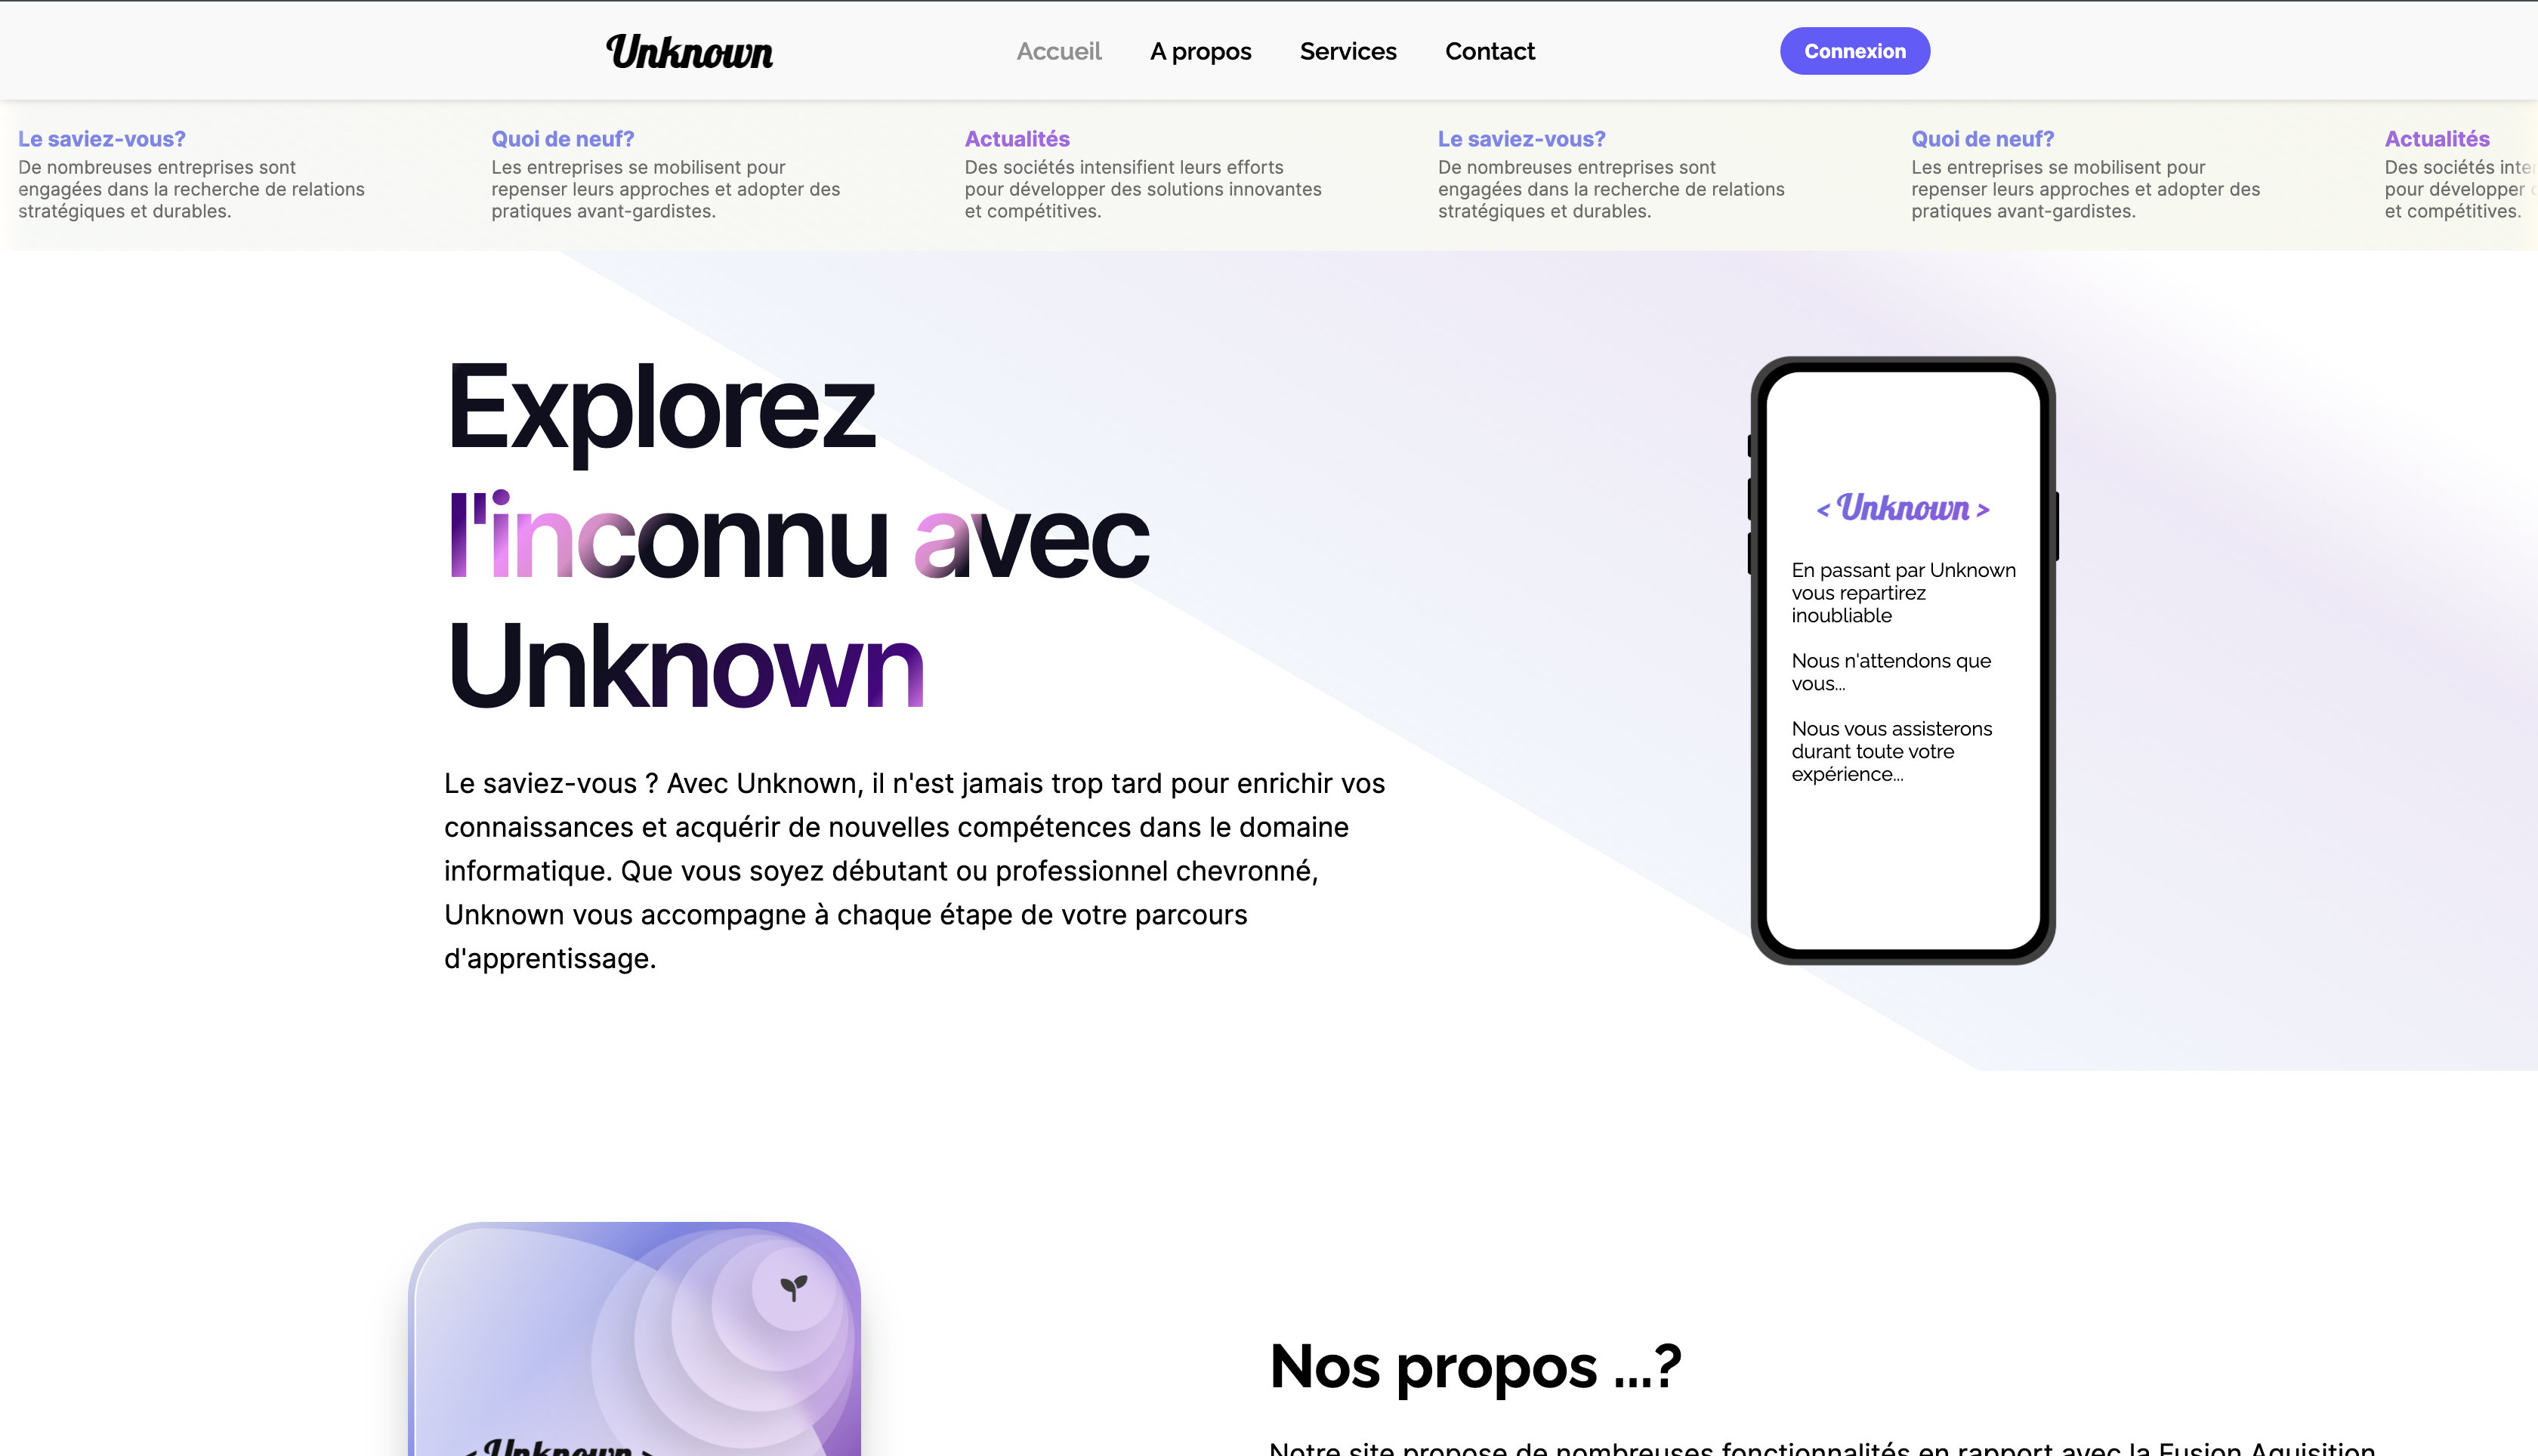 Unknown
Accueil
A propos
Services
Contact
Connexion
Le saviez-vous?
De nombreuses entreprises sont
engagées dans la recherche de relations
stratégiques et durables.
Quoi de neuf?
Les entreprises se mobilisent pour
repenser leurs approches et adopter des
pratiques avant-gardistes.
Actualités
Des sociétés intensifient leurs efforts
pour développer des solutions innovantes
et compétitives.
Le saviez-vous?
De nombreuses entreprises sont
engagées dans la recherche de relations
stratégiques et durables.
Quoi de neuf?
Les entreprises se mobilisent pour
repenser leurs approches et adopter des
pratiques avant-gardistes.
Actualités
Des sociétés
pour développer
et compétitives.
Explorez
l'inconnu avec
Unknown
Le saviez-vous ? Avec Unknown, il n'est jamais trop tard pour enrichir vos
connaissances et acquérir de nouvelles compétences dans le domaine
informatique. Que vous soyez débutant ou professionnel chevronné,
Unknown vous accompagne à chaque étape de votre parcours
d'apprentissage.
< Unknown >
En passant par Unknown
vous repartirez
inoubliable
Nous n'attendons que
vous...
Nous vous assisterons
durant toute votre
expérience...
< Unknown >
Nos propos ...?
Notre site propose de nombreuses fonctionnalités en rapport avec la Fusion Aquisition